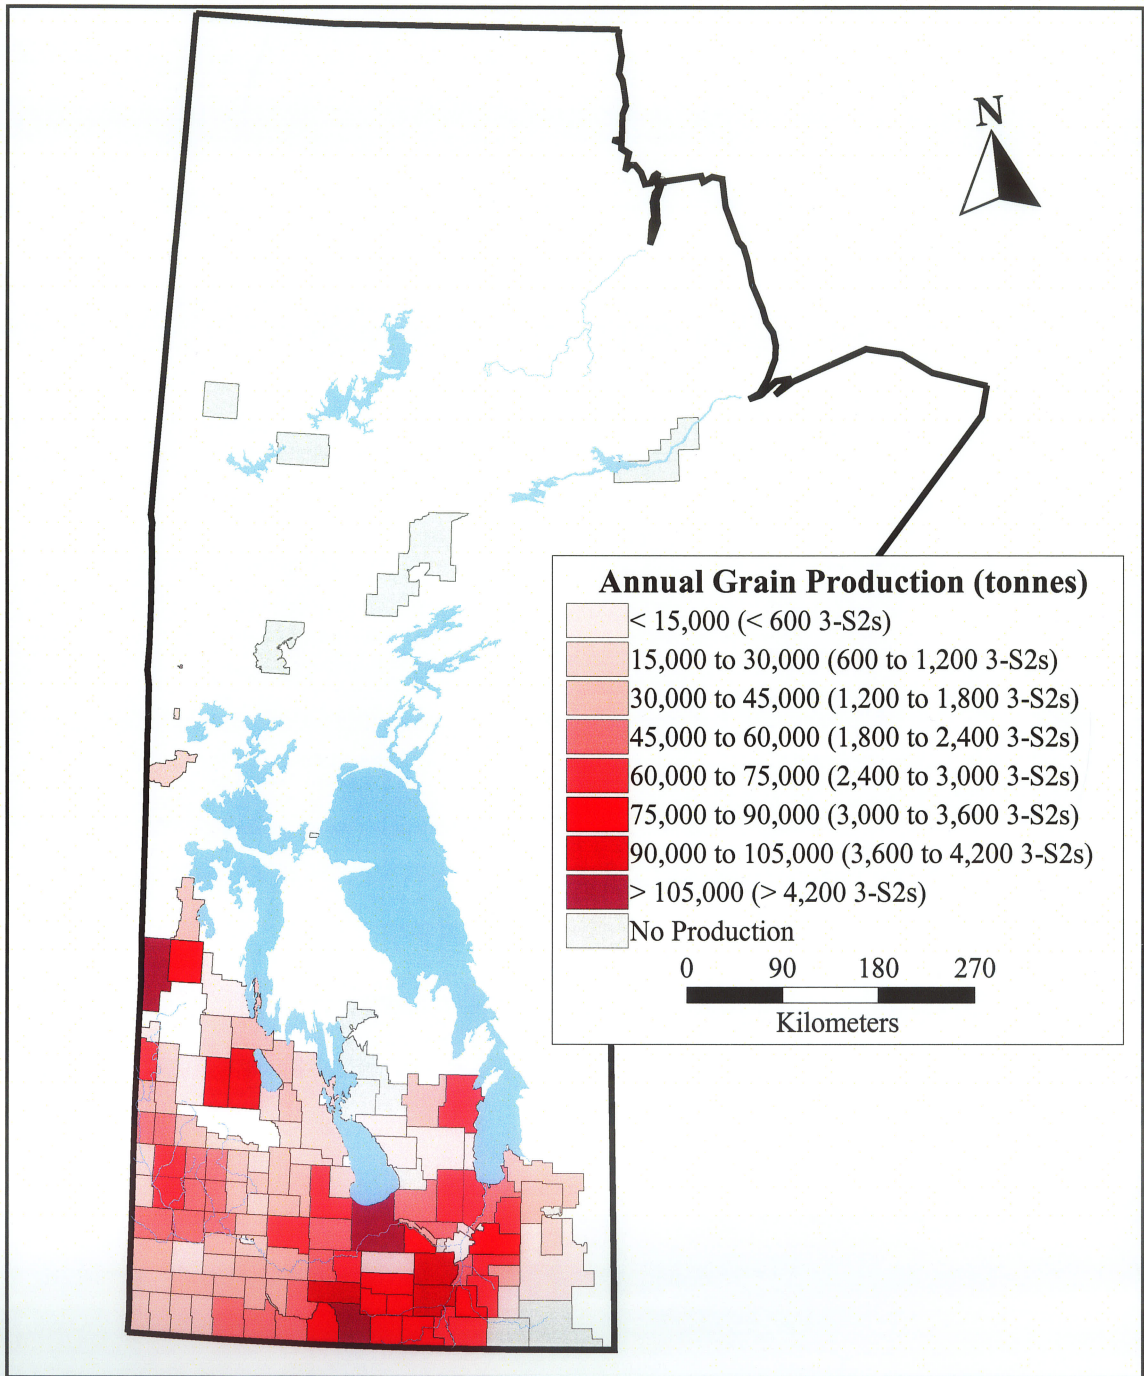 N
Annual Grain Production (tonnes)
< 15,000 (< 600 3-S2s)
15,000 to 30,000 (600 to 1,200 3-S2s)
30,000 to 45,000 (1,200 to 1,800 3-S2s)
45,000 to 60,000 (1,800 to 2,400 3-S2s)
60,000 to 75,000 (2,400 to 3,000 3-S2s)
75,000 to 90,000 (3,000 to 3,600 3-S2s)
90,000 to 105,000 (3,600 to 4,200 3-S2s)
> 105,000 (> 4,200 3-S2s)
No Production
0 90 180 270
Kilometers